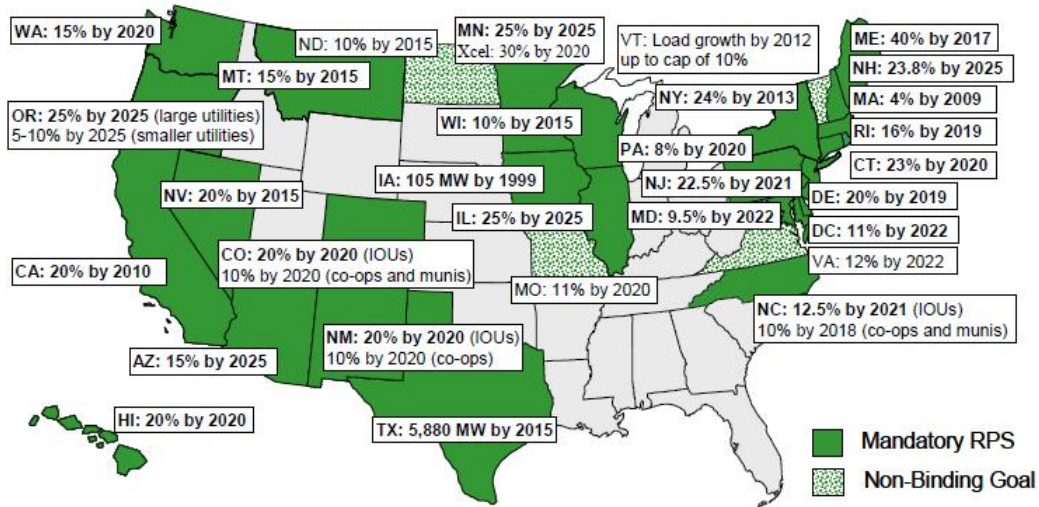 WA: 15% by 2020
ND: 10% by 2015
MN: 25% by 2025
Xcel: 30% by 2020
VT: Load growth by 2012
up to cap of 10%
ME: 40% by 2017
MT: 15% by 2015
NH: 23.8% by 2025
NY: 24% by 2013
MA: 4% by 2009
OR: 25% by 2025 (large utilities)
5-10% by 2025 (smaller utilities)
WI: 10% by 2015
RI: 16% by 2019
PA: 8% by 2020
CT: 23% by 2020
NV: 20% by 2015
IA: 105 MW by 1999
NJ: 22.5% by 2021
DE: 20% by 2019
IL: 25% by 2025
MD: 9.5% by 2022
DC: 11% by 2022
CO: 20% by 2020 (IOUs)
10% by 2020 (co-ops and munis)
VA: 12% by 2022
CA: 20% by 2010
MO: 11% by 2020
NC: 12.5% by 2021 (IOUs)
10% by 2018 (co-ops and munis)
NM: 20% by 2020 (IOUs)
10% by 2020 (co-ops)
AZ: 15% by 2025
HI: 20% by 2020
TX: 5,880 MW by 2015
Mandatory RPS
Non-Binding Goal